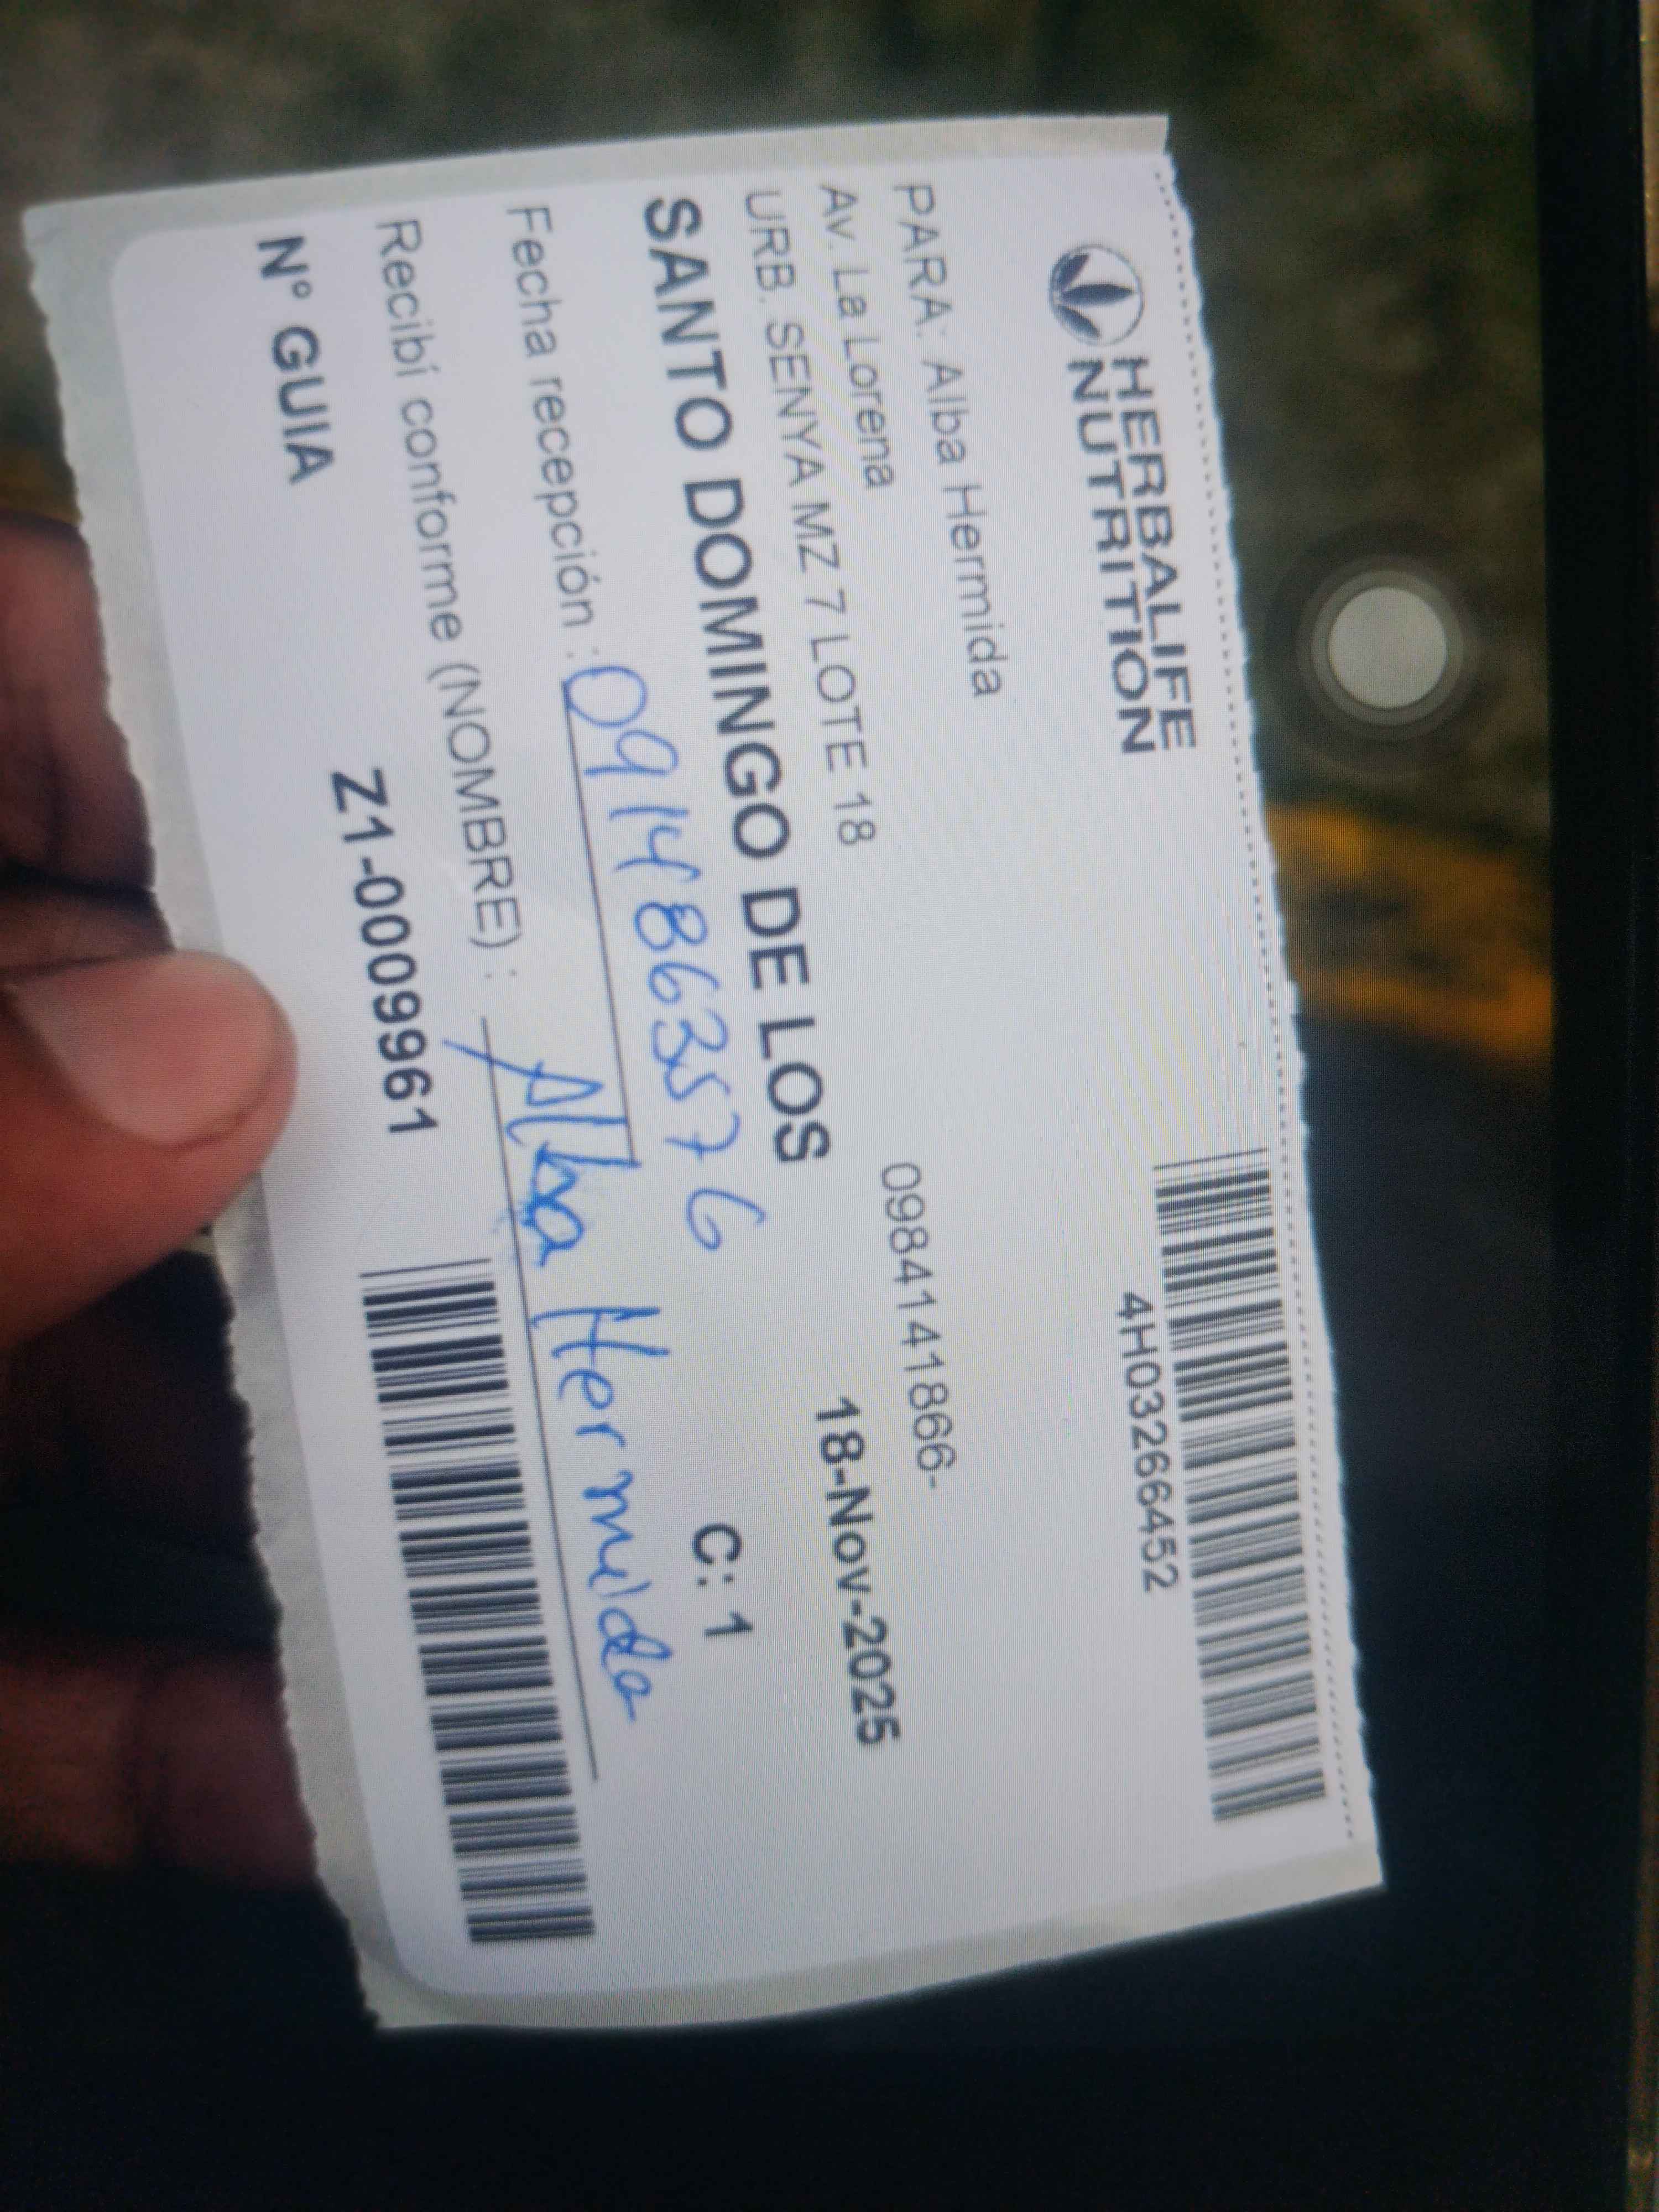 HERBALIFE
NUTRITION
4H03266452
PARA: Alba Hermida
Av. La Lorena
0984141866-
URB. SENYA MZ 7 LOTE 18
18-Nov-2025
SANTO DOMINGO DE LOS
C: 1
Fecha recepción : 0914863576
Recibí conforme (NOMBRE) : Alba Hermida
N° GUIA
Z1-0009961